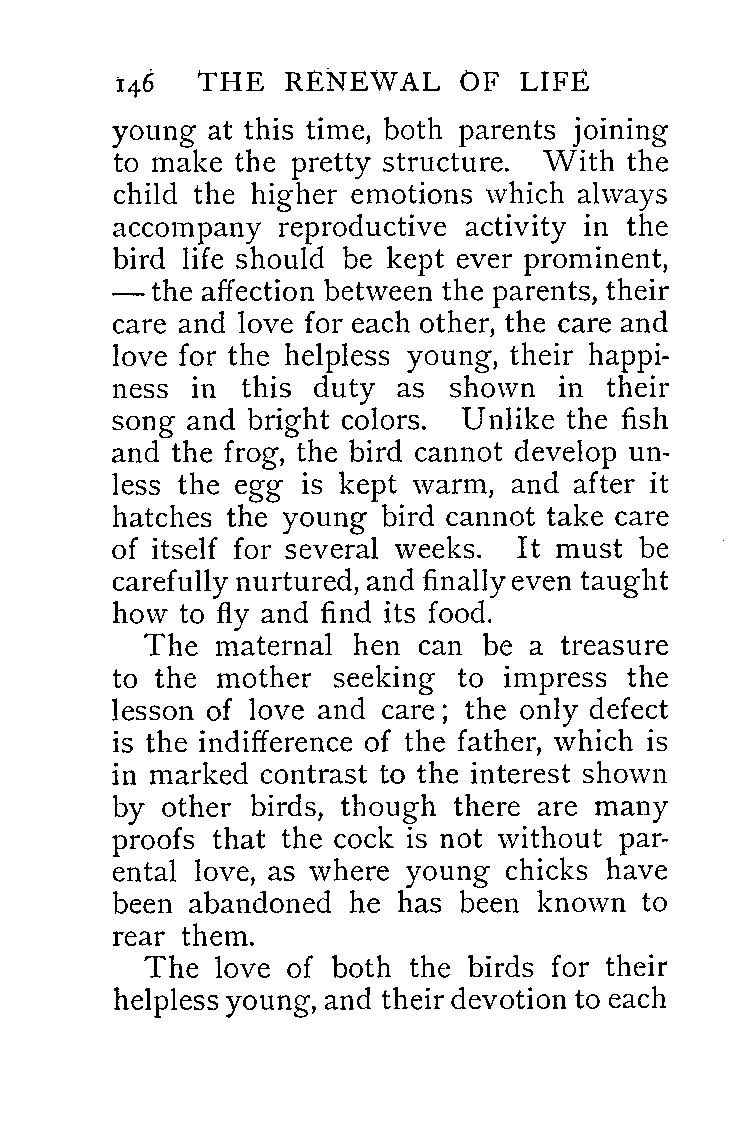 146 THE RENEWAL OF LIFE
young at this time, both parents joining
to make the pretty structure. With the
child the higher emotions which always
accompany reproductive activity in the
bird life should be kept ever prominent,
— the affection between the parents, their
care and love for each other, the care and
love for the helpless young, their happi-
ness in this duty as shown in their
song and bright colors. Unlike the fish
and the frog, the bird cannot develop un-
less the egg is kept warm, and after it
hatches the young bird cannot take care
of itself for several weeks. It must be
carefully nurtured, and finally even taught
how to fly and find its food.
The maternal hen can be a treasure
to the mother seeking to impress the
lesson of love and care; the only defect
is the indifference of the father, which is
in marked contrast to the interest shown
by other birds, though there are many
proofs that the cock is not without par-
ental love, as where young chicks have
been abandoned he has been known to
rear them.
The love of both the birds for their
helpless young, and their devotion to each